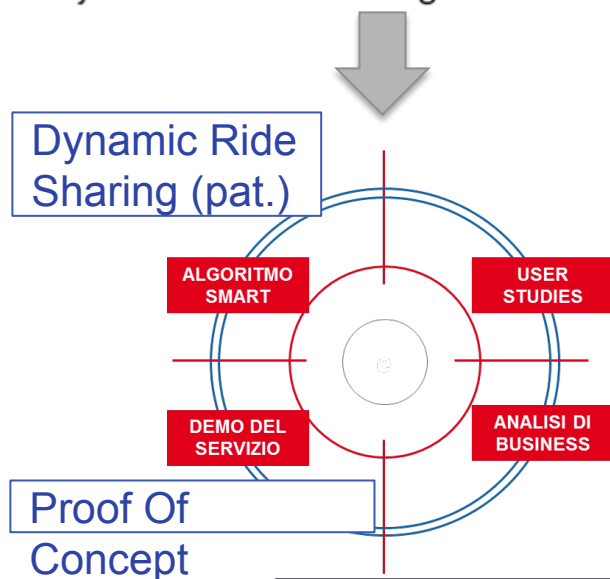 Dynamic Ride
Sharing (pat.)
ALGORITMO
SMART
USER
STUDIES
DEMO DEL
SERVIZIO
ANALISI DI
BUSINESS
Proof Of
Concept